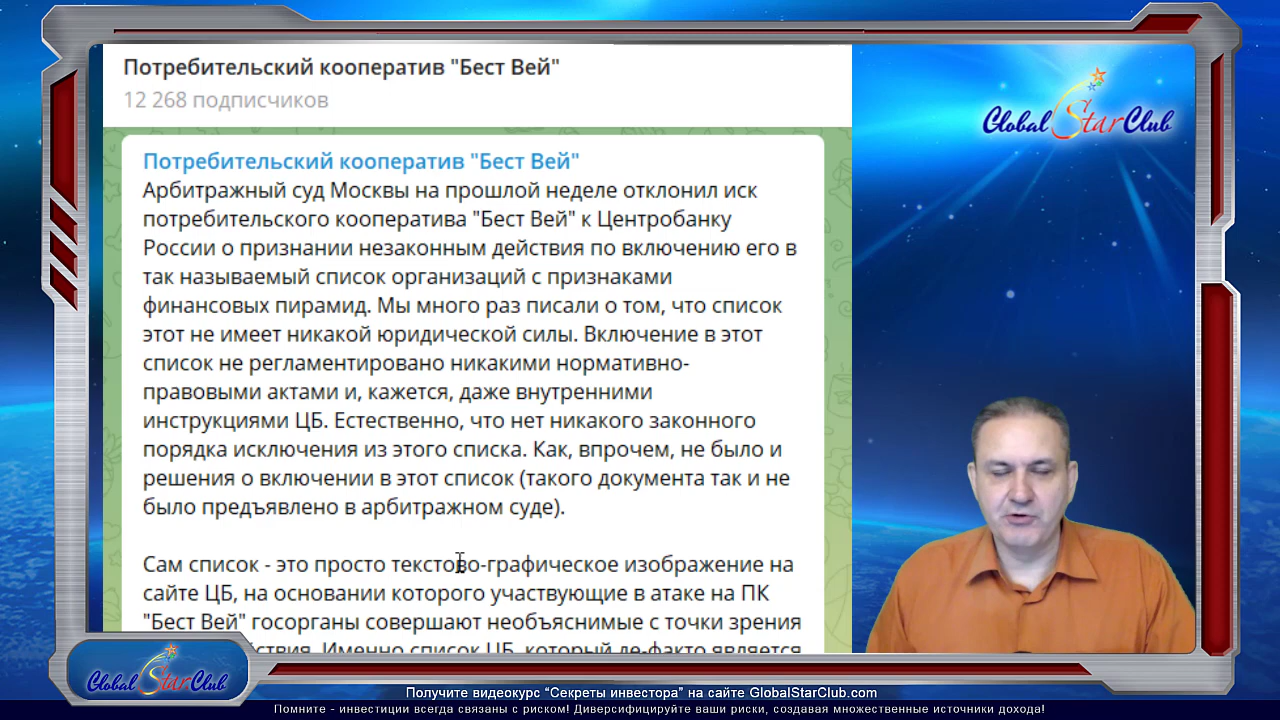 Потребительский кооператив "Бест Вей"
12 268 подписчиков
Потребительский кооператив "Бест Вей"
Арбитражный суд Москвы на прошлой неделе отклонил иск
потребительского кооператива "Бест Вей" к Центробанку
России о признании незаконным действия по включению его в
так называемый список организаций с признаками
финансовых пирамид. Мы много раз писали о том, что список
этот не имеет никакой юридической силы. Включение в этот
список не регламентировано никакими нормативно-
правовыми актами и, кажется, даже внутренними
инструкциями ЦБ. Естественно, что нет никакого законного
порядка исключения из этого списка. Как, впрочем, не было и
решения о включении в этот список (такого документа так и не
было предъявлено в арбитражном суде).
Сам список - это просто текстово-графическое изображение на
сайте ЦБ, на основании которого участвующие в атаке на ПК
"Бест Вей" госорганы совершают необъяснимые с точки зрения
Именно список ЦБ, который де-факто является
Global Star Club
Global Star Club
Получите видеокурс “Секреты инвестора” на сайте GlobalStarClub.com
Помните - инвестиции всегда связаны с риском! Диверсифицируйте ваши риски, создавая множественные источники дохода!